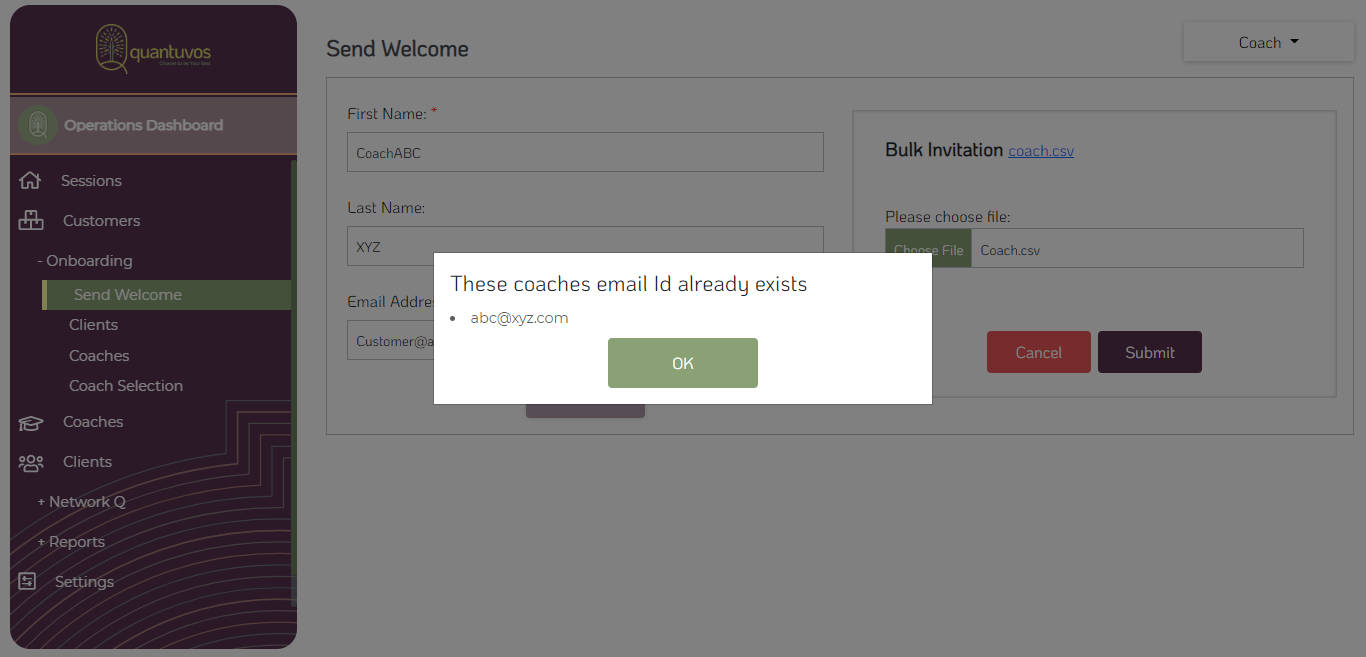 quantuvos
Choose to be Your Best
Operations Dashboard
Sessions
Customers
- Onboarding
Send Welcome
Clients
Coaches
Coach Selection
Coaches
Clients
+ Network Q
+ Reports
Settings
Send Welcome
Coach
First Name: *
CoachABC
Last Name:
XYZ
Email Addre
Customer@a
Bulk Invitation coach.csv
Please choose file:
Choose File Coach.csv
Cancel Submit
These coaches email Id already exists
• abc@xyz.com
OK